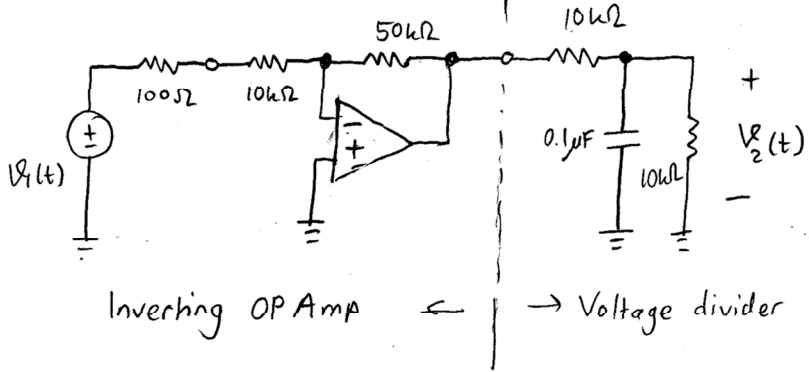 50kΩ
10kΩ
100Ω
10kΩ
+
−
+
+
−
0.1μF
10kΩ
V₁(t)
V₂(t)
Inverting OP Amp ← | → Voltage divider